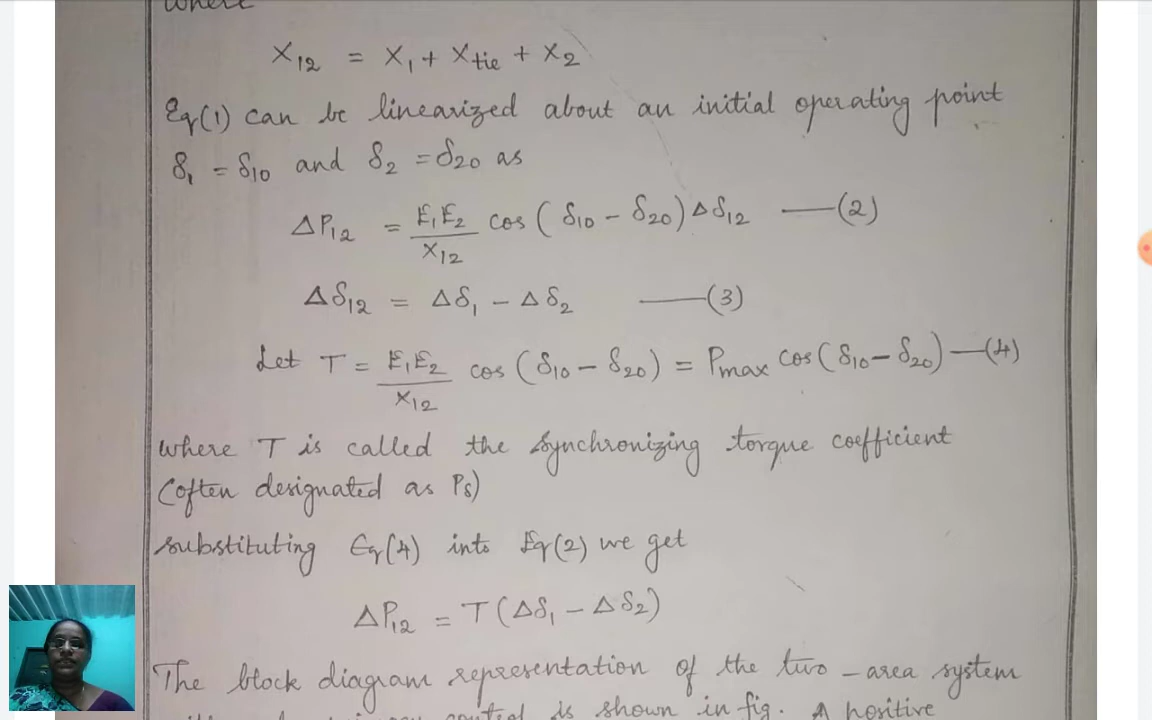 where
X12 = X1 + Xtie + X2
Eq(1) can be linearized about an initial operating point
δ1 = δ10 and δ2 = δ20 as
ΔP12 = E1E2/X12 cos(δ10 - δ20) Δδ12 —(2)
Δδ12 = Δδ1 - Δδ2 —(3)
Let T = E1E2/X12 cos(δ10 - δ20) = Pmax cos(δ10 - δ20) —(4)
where T is called the synchronizing torque coefficient
(often designated as Ps)
substituting Eq(4) into Eq(2) we get
ΔP12 = T(Δδ1 - Δδ2)
The block diagram representation of the two - area system
control is shown in fig. A positive